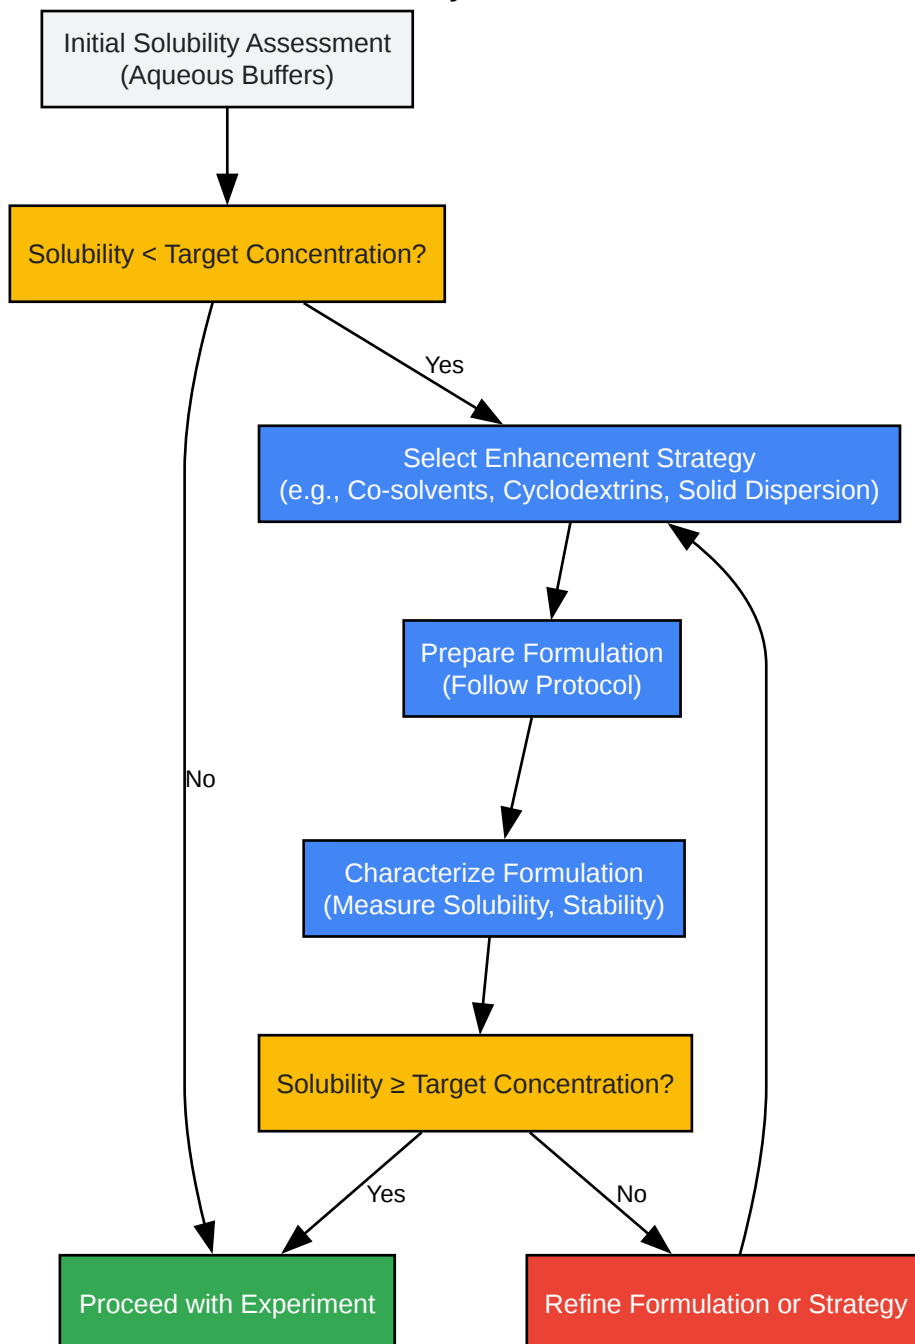 Initial Solubility Assessment
(Aqueous Buffers)
Solubility < Target Concentration?
Yes
Select Enhancement Strategy
(e.g., Co-solvents, Cyclodextrins, Solid Dispersion)
Prepare Formulation
(Follow Protocol)
No
Characterize Formulation
(Measure Solubility, Stability)
Solubility ≥ Target Concentration?
Yes
No
Proceed with Experiment
Refine Formulation or Strategy